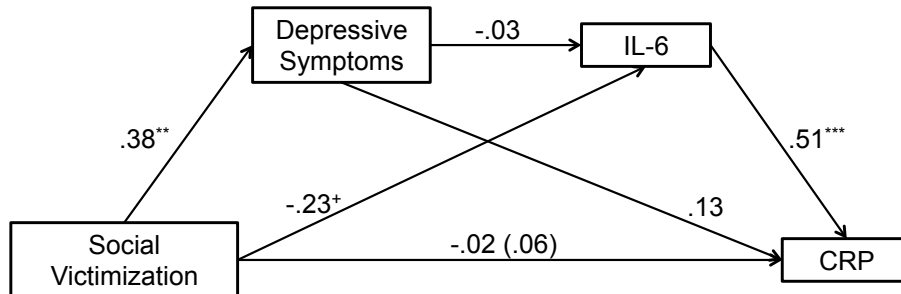 Depressive
Symptoms
-.03
IL-6
.38**
.51***
-.23+
.13
Social
Victimization
-.02 (.06)
CRP